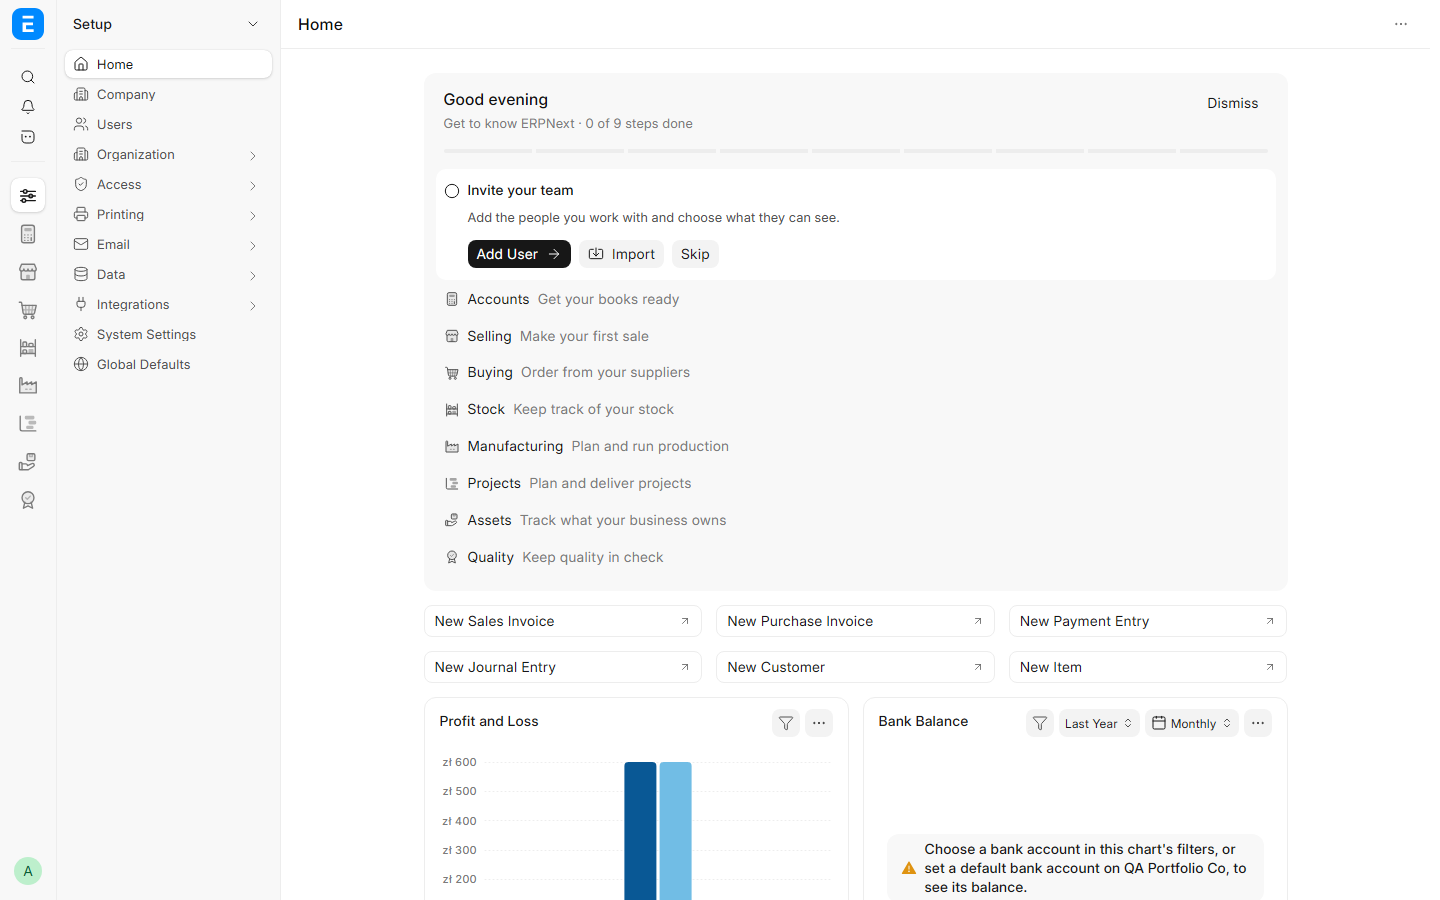 Setup
Home
Home
Company
Users
Organization
Access
Printing
Email
Data
Integrations
System Settings
Global Defaults
A
Good evening
Dismiss
Get to know ERPNext · 0 of 9 steps done
Invite your team
Add the people you work with and choose what they can see.
Add User
Import
Skip
Accounts Get your books ready
Selling Make your first sale
Buying Order from your suppliers
Stock Keep track of your stock
Manufacturing Plan and run production
Projects Plan and deliver projects
Assets Track what your business owns
Quality Keep quality in check
New Sales Invoice
New Purchase Invoice
New Payment Entry
New Journal Entry
New Customer
New Item
Profit and Loss
zł 600
zł 500
zł 400
zł 300
zł 200
Bank Balance
Last Year
Monthly
Choose a bank account in this chart's filters, or
set a default bank account on QA Portfolio Co, to
see its balance.